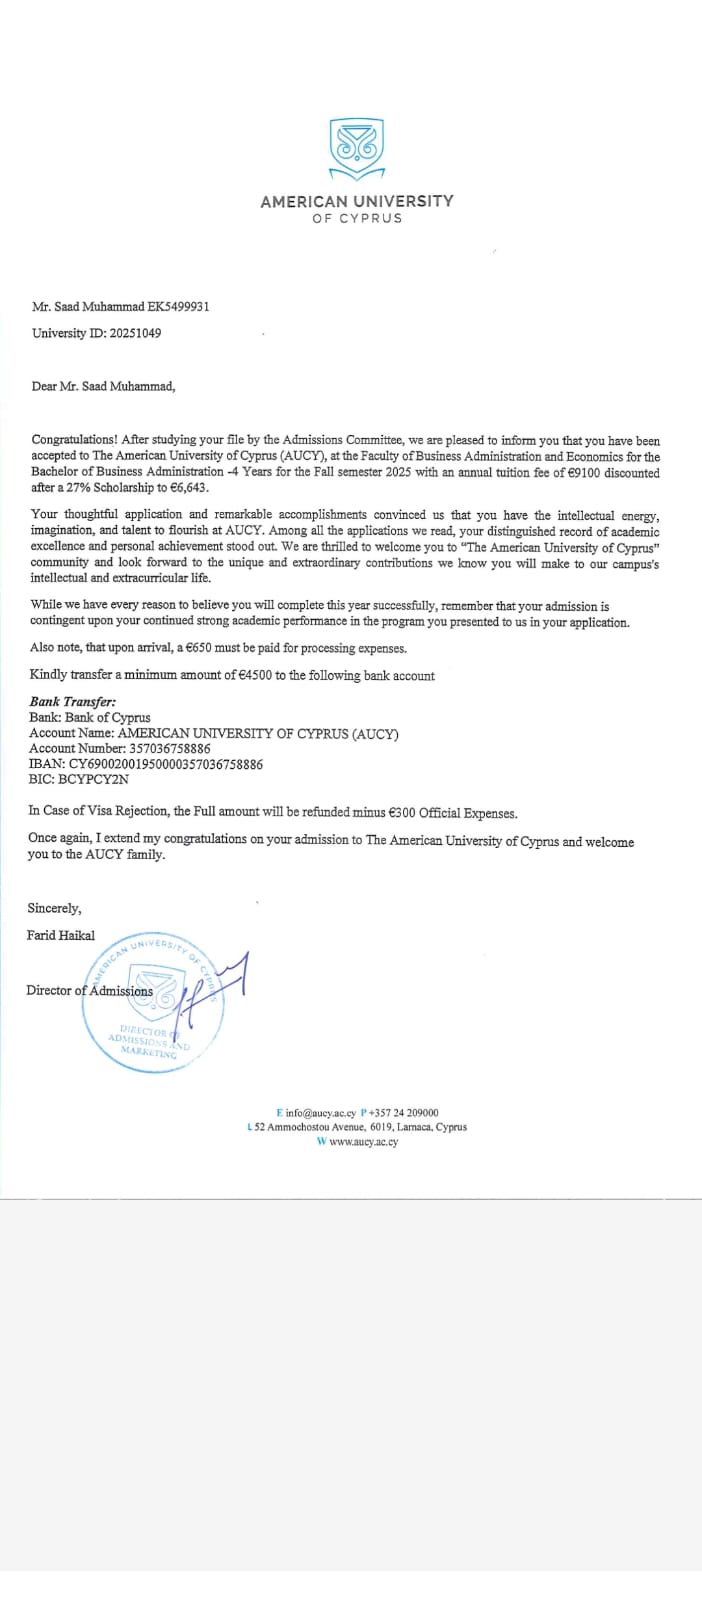 AMERICAN UNIVERSITY
OF CYPRUS
Mr. Saad Muhammad EK5499931
University ID: 20251049
Dear Mr. Saad Muhammad,
Congratulations! After studying your file by the Admissions Committee, we are pleased to inform you that you have been
accepted to The American University of Cyprus (AUCY), at the Faculty of Business Administration and Economics for the
Bachelor of Business Administration -4 Years for the Fall semester 2025 with an annual tuition fee of €9100 discounted
after a 27% Scholarship to €6,643.
Your thoughtful application and remarkable accomplishments convinced us that you have the intellectual energy,
imagination, and talent to flourish at AUCY. Among all the applications we read, your distinguished record of academic
excellence and personal achievement stood out. We are thrilled to welcome you to “The American University of Cyprus”
community and look forward to the unique and extraordinary contributions we know you will make to our campus's
intellectual and extracurricular life.
While we have every reason to believe you will complete this year successfully, remember that your admission is
contingent upon your continued strong academic performance in the program you presented to us in your application.
Also note, that upon arrival, a €650 must be paid for processing expenses.
Kindly transfer a minimum amount of €4500 to the following bank account
Bank Transfer:
Bank: Bank of Cyprus
Account Name: AMERICAN UNIVERSITY OF CYPRUS (AUCY)
Account Number: 357036758886
IBAN: CY69002001950000357036758886
BIC: BCYPCY2N
In Case of Visa Rejection, the Full amount will be refunded minus €300 Official Expenses.
Once again, I extend my congratulations on your admission to The American University of Cyprus and welcome
you to the AUCY family.
Sincerely,
Farid Haikal
AMERICAN UNIVERSITY OF CYPRUS
Director of Admissions
DIRECTOR OF
ADMISSIONS AND
MARKETING
E info@aucy.ac.cy P +357 24 209000
L 52 Ammochostou Avenue, 6019, Larnaca, Cyprus
W www.aucy.ac.cy